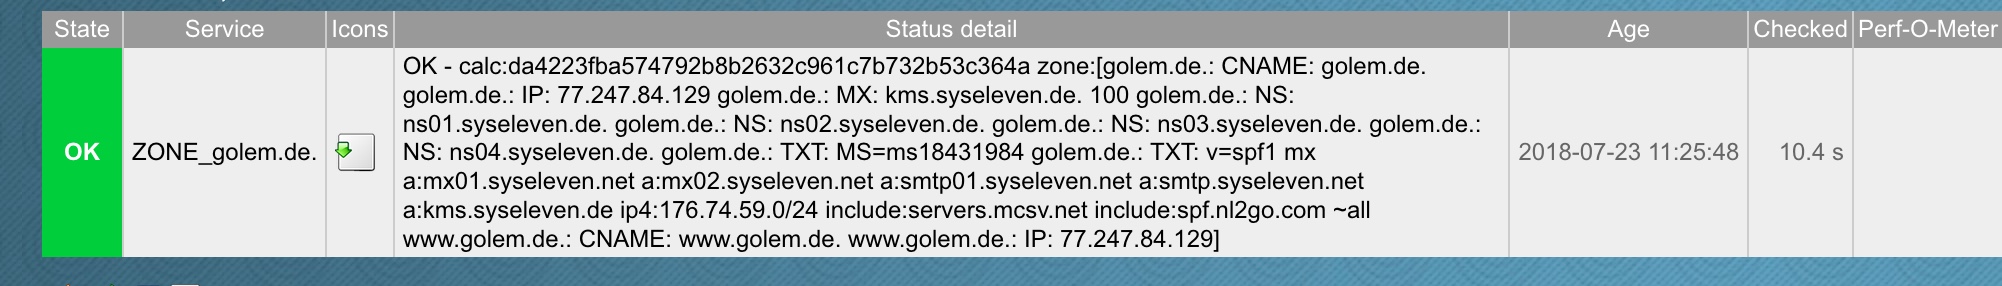 State Service Icons Status detail Age Checked Perf-O-Meter
OK ZONE_golem.de. OK - calc:da4223fba574792b8b2632c961c7b732b53c364a zone:[golem.de.: CNAME: golem.de.
golem.de.: IP: 77.247.84.129 golem.de.: MX: kms.syseleven.de. 100 golem.de.: NS:
ns01.syseleven.de. golem.de.: NS: ns02.syseleven.de. golem.de.: NS: ns03.syseleven.de. golem.de.:
NS: ns04.syseleven.de. golem.de.: TXT: MS=ms18431984 golem.de.: TXT: v=spf1 mx
a:mx01.syseleven.net a:mx02.syseleven.net a:smtp01.syseleven.net a:smtp.syseleven.net
a:kms.syseleven.de ip4:176.74.59.0/24 include:servers.mcsv.net include:spf.nl2go.com ~all
www.golem.de.: CNAME: www.golem.de. www.golem.de.: IP: 77.247.84.129]
2018-07-23 11:25:48 10.4 s